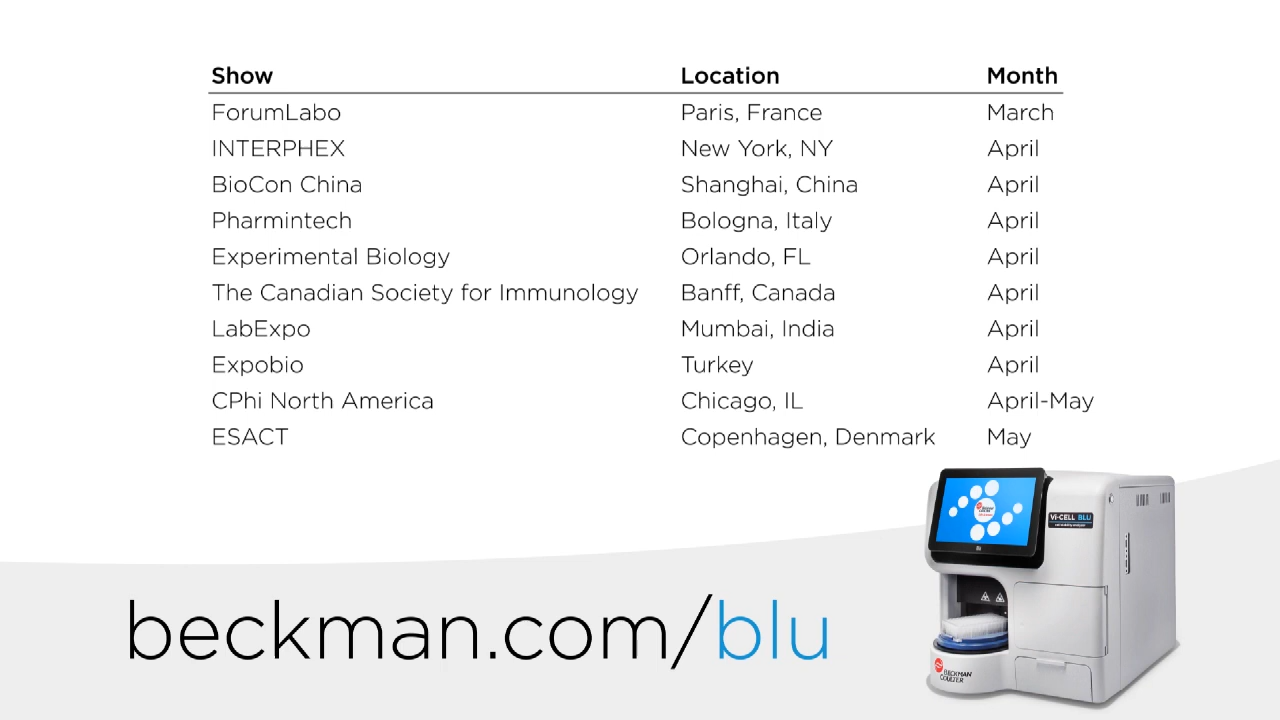 Show Location Month
ForumLabo Paris, France March
INTERPHEX New York, NY April
BioCon China Shanghai, China April
Pharmintech Bologna, Italy April
Experimental Biology Orlando, FL April
The Canadian Society for Immunology Banff, Canada April
LabExpo Mumbai, India April
Expobio Turkey April
CPhi North America Chicago, IL April-May
ESACT Copenhagen, Denmark May
Vi-CELL BLU
BECKMAN
COULTER
beckman.com/blu